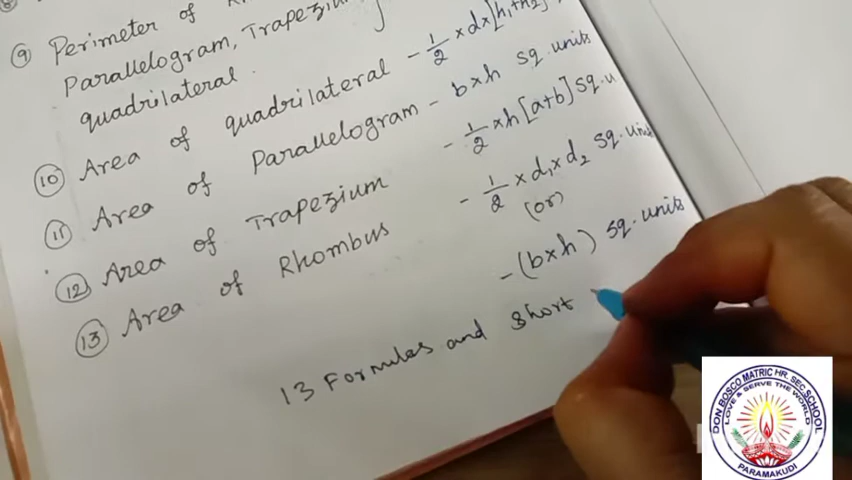 ⑨ Perimeter of
Parallelogram, Trapezium
quadrilateral.
⑩ Area of quadrilateral - 1/2 × d × [h₁+h₂]
⑪ Area of Parallelogram - b×h sq. units
⑫ Area of Trapezium - 1/2 × h [a+b] sq. u
⑬ Area of Rhombus - 1/2 × d₁ × d₂ sq. units
(or)
- (b×h) sq. units
13 Formulas and Short
DON BOSCO MATRIC HR. SEC. SCHOOL
LOVE & SERVE THE WORLD
PARAMAKUDI